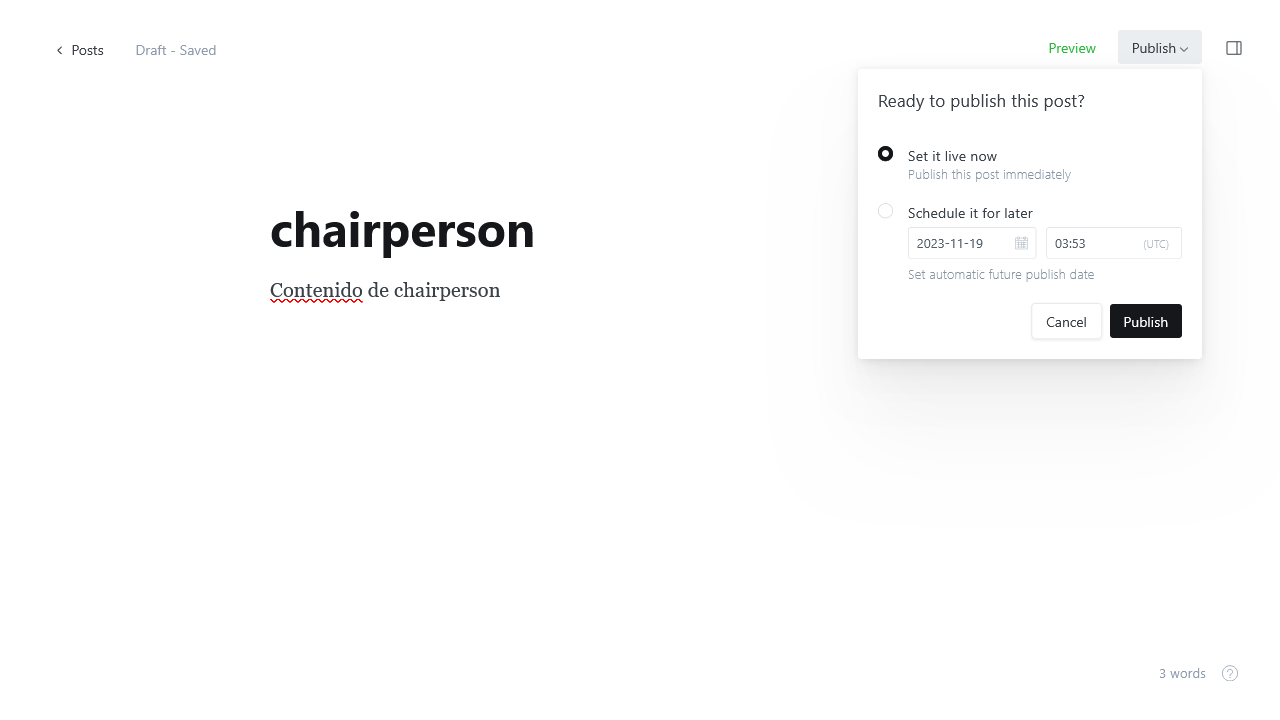 Posts
Draft - Saved
Preview
Publish
Ready to publish this post?
Set it live now
Publish this post immediately
Schedule it for later
2023-11-19
03:53
(UTC)
Set automatic future publish date
Cancel
Publish
chairperson
Contenido de chairperson
3 words